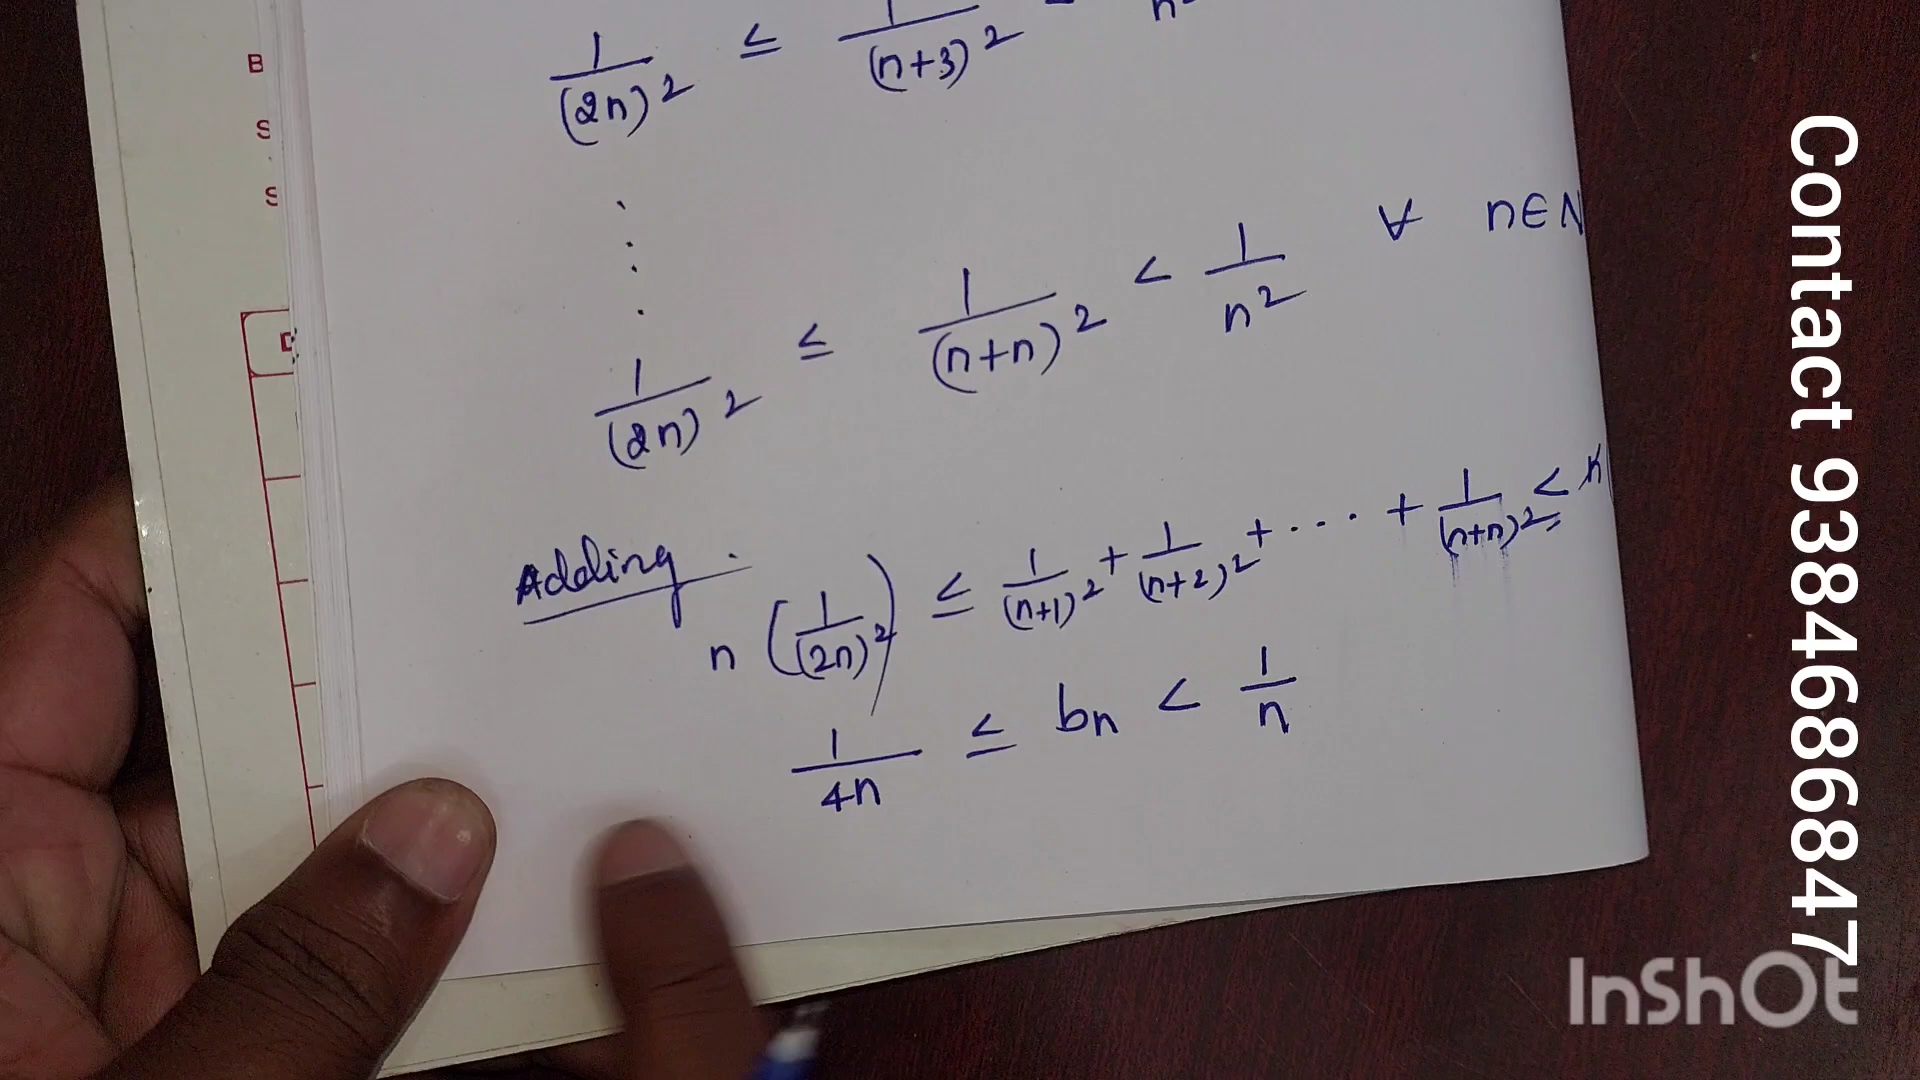 1/(2n)² ≤ 1/(n+3)²
1/(2n)² ≤ 1/(n+n)² < 1/n² ∀ n∈N
Adding.
n (1/(2n)²) ≤ 1/(n+1)² + 1/(n+2)² + ... + 1/(n+n)² ≤
1/4n ≤ bn < 1/n
B
S
S
Contact 9384686847
InShOt